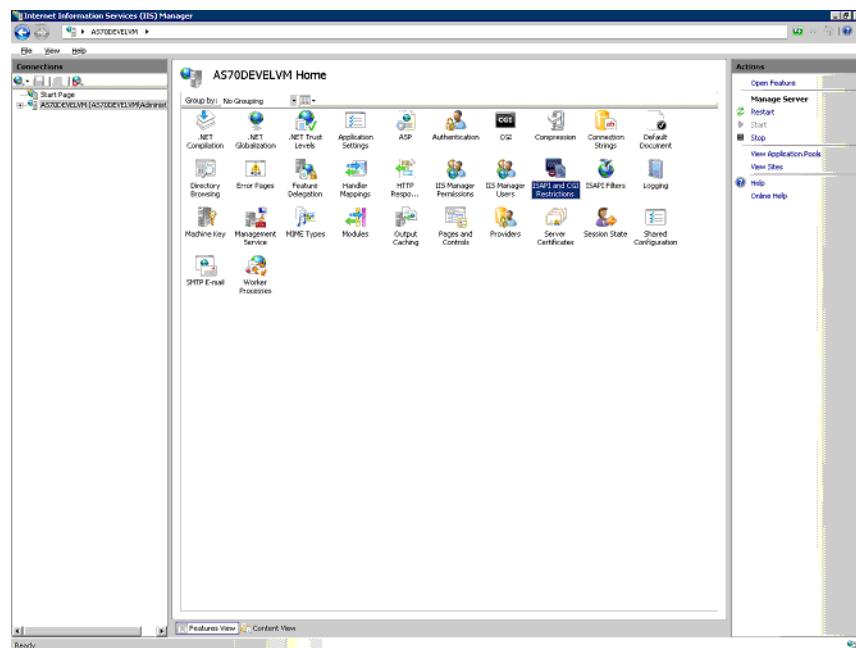 Internet Information Services (IIS) Manager
AS70DEVELVM
File View Help
Connections
Start Page
AS70DEVELVM (AS70DEVELVM\Administ
AS70DEVELVM Home
Group by: No Grouping
.NET Compilation
.NET Globalization
.NET Trust Levels
Application Settings
ASP
Authentication
CGI
CGI
Compression
Connection Strings
ab
Default Document
Directory Browsing
Error Pages
Feature Delegation
Handler Mappings
HTTP Respo...
IIS Manager Permissions
IIS Manager Users
ISAPI and CGI Restrictions
ISAPI Filters
Logging
Machine Key
Management Service
MIME Types
Modules
Output Caching
Pages and Controls
Providers
Server Certificates
Session State
Shared Configuration
SMTP E-mail
Worker Processes
Features View
Content View
Actions
Open Feature
Manage Server
Restart
Start
Stop
View Application Pools
View Sites
Help
Online Help
Ready